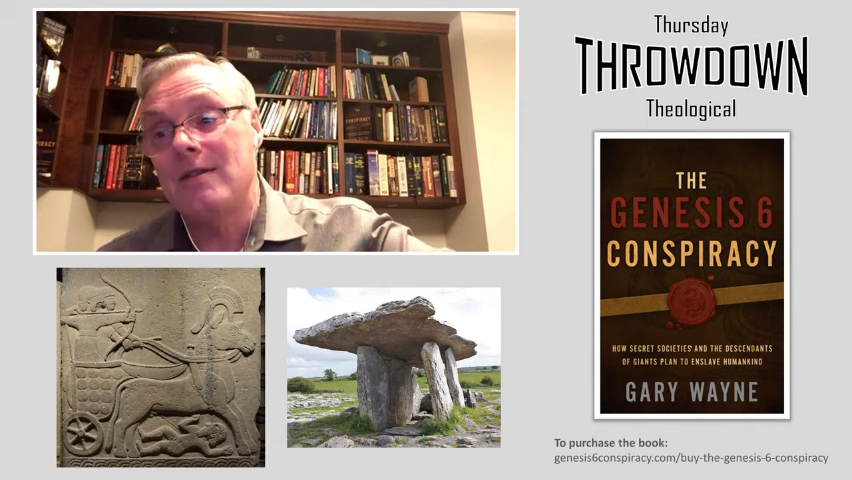 Thursday
THROWDOWN
Theological
THE
GENESIS 6
CONSPIRACY
HOW SECRET SOCIETIES AND THE DESCENDANTS
OF GIANTS PLAN TO ENSLAVE HUMANKIND
GARY WAYNE
To purchase the book:
genesis6conspiracy.com/buy-the-genesis-6-conspiracy